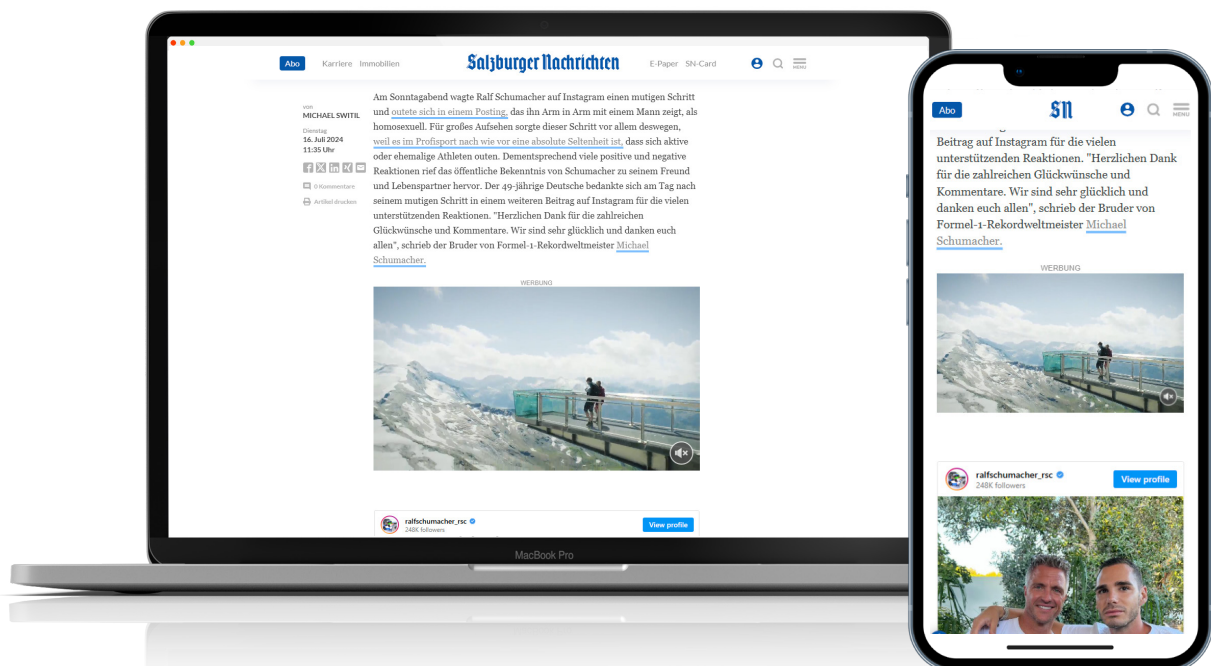 Abo
Karriere Immobilien
Salzburger Nachrichten
E-Paper SN-Card
MENU
von
MICHAEL SWITIL
Dienstag
16. Juli 2024
11:35 Uhr
0 Kommentare
Artikel drucken
Am Sonntagabend wagte Ralf Schumacher auf Instagram einen mutigen Schritt
und outete sich in einem Posting, das ihn Arm in Arm mit einem Mann zeigt, als
homosexuell. Für großes Aufsehen sorgte dieser Schritt vor allem deswegen,
weil es im Profisport nach wie vor eine absolute Seltenheit ist, dass sich aktive
oder ehemalige Athleten outen. Dementsprechend viele positive und negative
Reaktionen rief das öffentliche Bekenntnis von Schumacher zu seinem Freund
und Lebenspartner hervor. Der 49-jährige Deutsche bedankte sich am Tag nach
seinem mutigen Schritt in einem weiteren Beitrag auf Instagram für die vielen
unterstützenden Reaktionen. "Herzlichen Dank für die zahlreichen
Glückwünsche und Kommentare. Wir sind sehr glücklich und danken euch
allen", schrieb der Bruder von Formel-1-Rekordweltmeister Michael
Schumacher.
WERBUNG
ralfschumacher_rsc
248K followers
View profile
MacBook Pro
Abo
SN
MENU
Beitrag auf Instagram für die vielen
unterstützenden Reaktionen. "Herzlichen Dank
für die zahlreichen Glückwünsche und
Kommentare. Wir sind sehr glücklich und
danken euch allen", schrieb der Bruder von
Formel-1-Rekordweltmeister Michael
Schumacher.
WERBUNG
ralfschumacher_rsc
248K followers
View profile